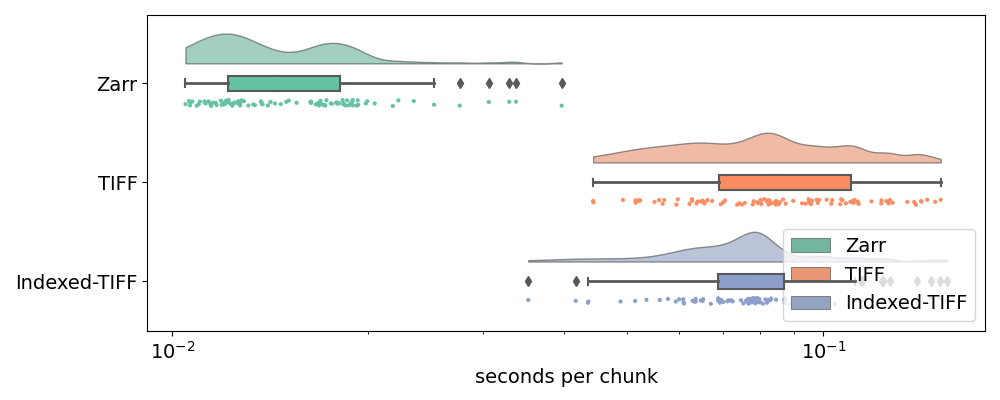 Zarr
TIFF
Indexed-TIFF
Zarr
TIFF
Indexed-TIFF
10⁻²
10⁻¹
seconds per chunk